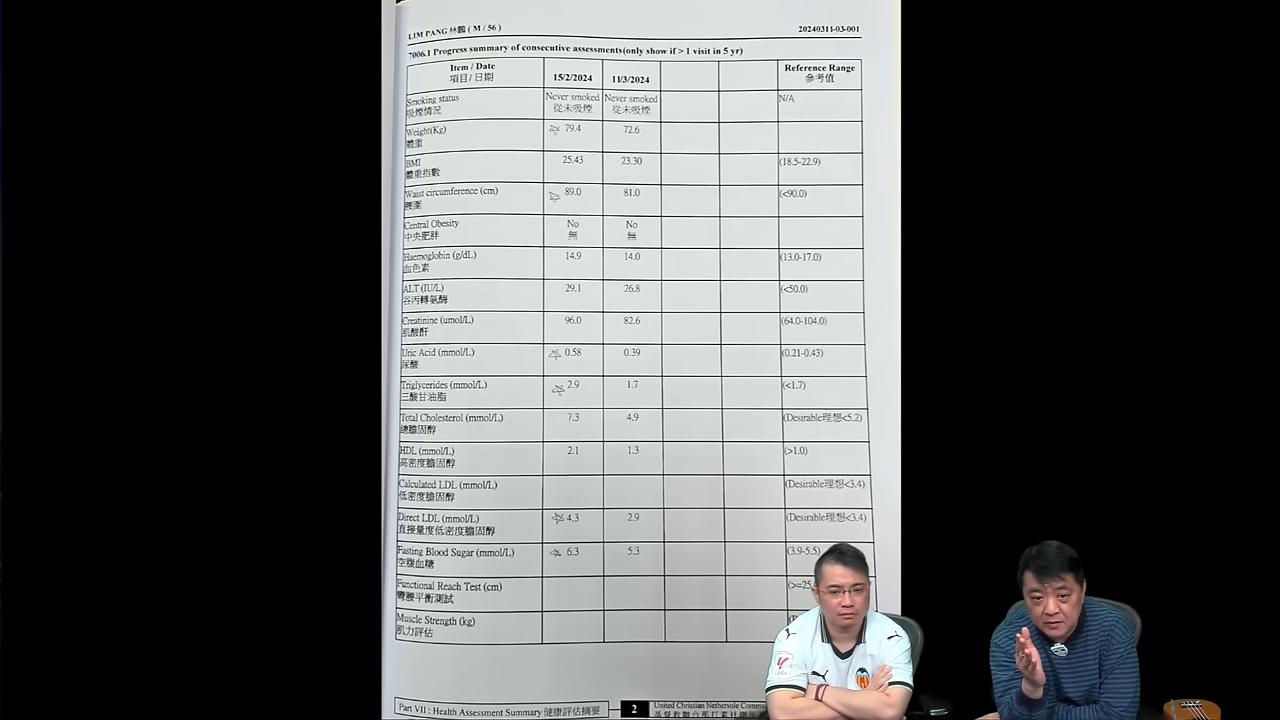 LIM PANG 林鵬 ( M / 56 )
20240311-03-001
7006.1 Progress summary of consecutive assessments(only show if > 1 visit in 5 yr)
Item / Date 15/2/2024 11/3/2024 Reference Range
項目/ 日期 參考值
Smoking status Never smoked Never smoked N/A
吸煙情況 從未吸煙 從未吸煙
Weight(Kg) 79.4 72.6
體重
BMI 25.43 23.30 (18.5-22.9)
體重指數
Waist circumference (cm) 89.0 81.0 (<90.0)
腰圍
Central Obesity No No
中央肥胖 無 無
Haemoglobin (g/dL) 14.9 14.0 (13.0-17.0)
血色素
ALT (IU/L) 29.1 26.8 (<50.0)
谷丙轉氨酶
Creatinine (umol/L) 96.0 82.6 (64.0-104.0)
肌酸酐
Uric Acid (mmol/L) 0.58 0.39 (0.21-0.43)
尿酸
Triglycerides (mmol/L) 2.9 1.7 (<1.7)
三酸甘油脂
Total Cholesterol (mmol/L) 7.3 4.9 (Desirable理想<5.2)
總膽固醇
HDL (mmol/L) 2.1 1.3 (>1.0)
高密度膽固醇
Calculated LDL (mmol/L) (Desirable理想<3.4)
低密度膽固醇
Direct LDL (mmol/L) 4.3 2.9 (Desirable理想<3.4)
直接量度低密度膽固醇
Fasting Blood Sugar (mmol/L) 6.3 5.3 (3.9-5.5)
空腹血糖
Functional Reach Test (cm) (>=25
彎腰平衡測試
Muscle Strength (kg)
肌力評估
Part VII : Health Assessment Summary 健康評估摘要
2
United Christian Nethersole Commu